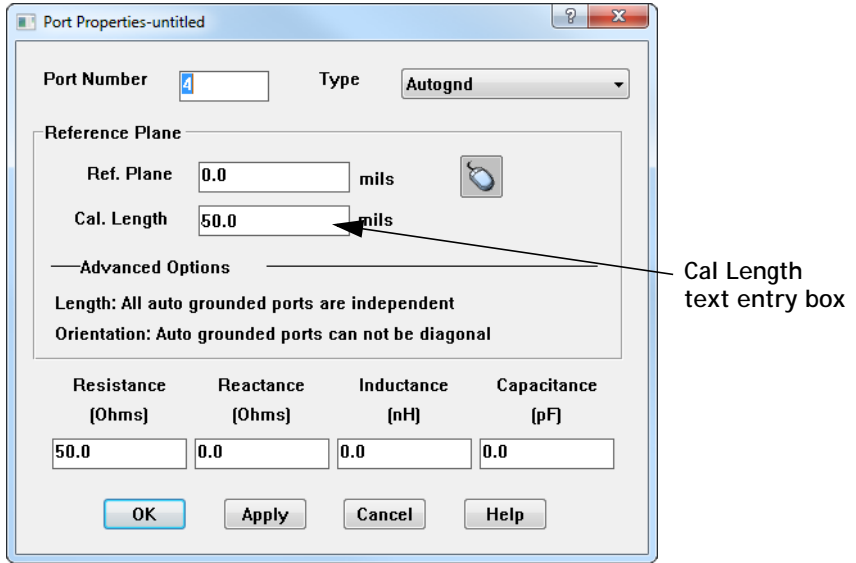 Port Properties-untitled
Port Number 4 Type Autognd
Reference Plane
Ref. Plane 0.0 mils
Cal. Length 50.0 mils
Cal Length
text entry box
Advanced Options
Length: All auto grounded ports are independent
Orientation: Auto grounded ports can not be diagonal
Resistance Reactance Inductance Capacitance
(Ohms) (Ohms) (nH) (pF)
50.0 0.0 0.0 0.0
OK Apply Cancel Help